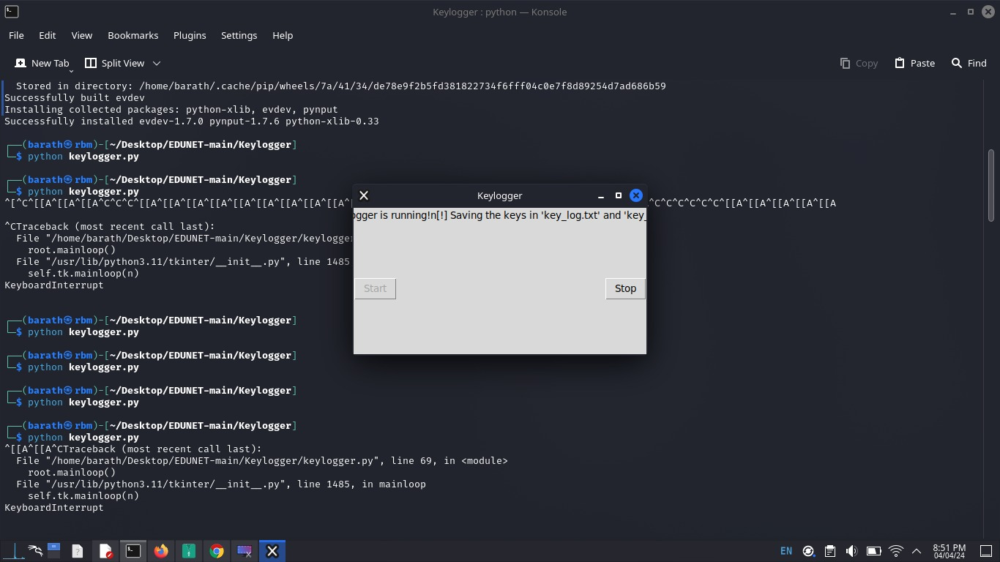 Keylogger : python — Konsole
File Edit View Bookmarks Plugins Settings Help
New Tab Split View Copy Paste Find
Stored in directory: /home/barath/.cache/pip/wheels/7a/41/34/de78e9f2b5fd381822734f6fff04c0e7f8d89254d7ad686b59
Successfully built evdev
Installing collected packages: python-xlib, evdev, pynput
Successfully installed evdev-1.7.0 pynput-1.7.6 python-xlib-0.33
┌──(barath㉿rbm)-[~/Desktop/EDUNET-main/Keylogger]
└─$ python keylogger.py
┌──(barath㉿rbm)-[~/Desktop/EDUNET-main/Keylogger]
└─$ python keylogger.py
^[^C^[[A^[[A^[[A^C^C^C^[[A^[[A^[[A^[[A^[[A^[[A^[[A^[[A^[ ^C^C^C^C^C^C^C^[[A^[[A^[[A^[[A^[[A
^CTraceback (most recent call last):
File "/home/barath/Desktop/EDUNET-main/Keylogger/keylogge
root.mainloop()
File "/usr/lib/python3.11/tkinter/__init__.py", line 1485
self.tk.mainloop(n)
KeyboardInterrupt
Keylogger
ogger is running!n[!] Saving the keys in 'key_log.txt' and 'key_
Start Stop
┌──(barath㉿rbm)-[~/Desktop/EDUNET-main/Keylogger]
└─$ python keylogger.py
┌──(barath㉿rbm)-[~/Desktop/EDUNET-main/Keylogger]
└─$ python keylogger.py
┌──(barath㉿rbm)-[~/Desktop/EDUNET-main/Keylogger]
└─$ python keylogger.py
┌──(barath㉿rbm)-[~/Desktop/EDUNET-main/Keylogger]
└─$ python keylogger.py
^[[A^[[A^CTraceback (most recent call last):
File "/home/barath/Desktop/EDUNET-main/Keylogger/keylogger.py", line 69, in <module>
root.mainloop()
File "/usr/lib/python3.11/tkinter/__init__.py", line 1485, in mainloop
self.tk.mainloop(n)
KeyboardInterrupt
EN 8:51 PM
04/04/24